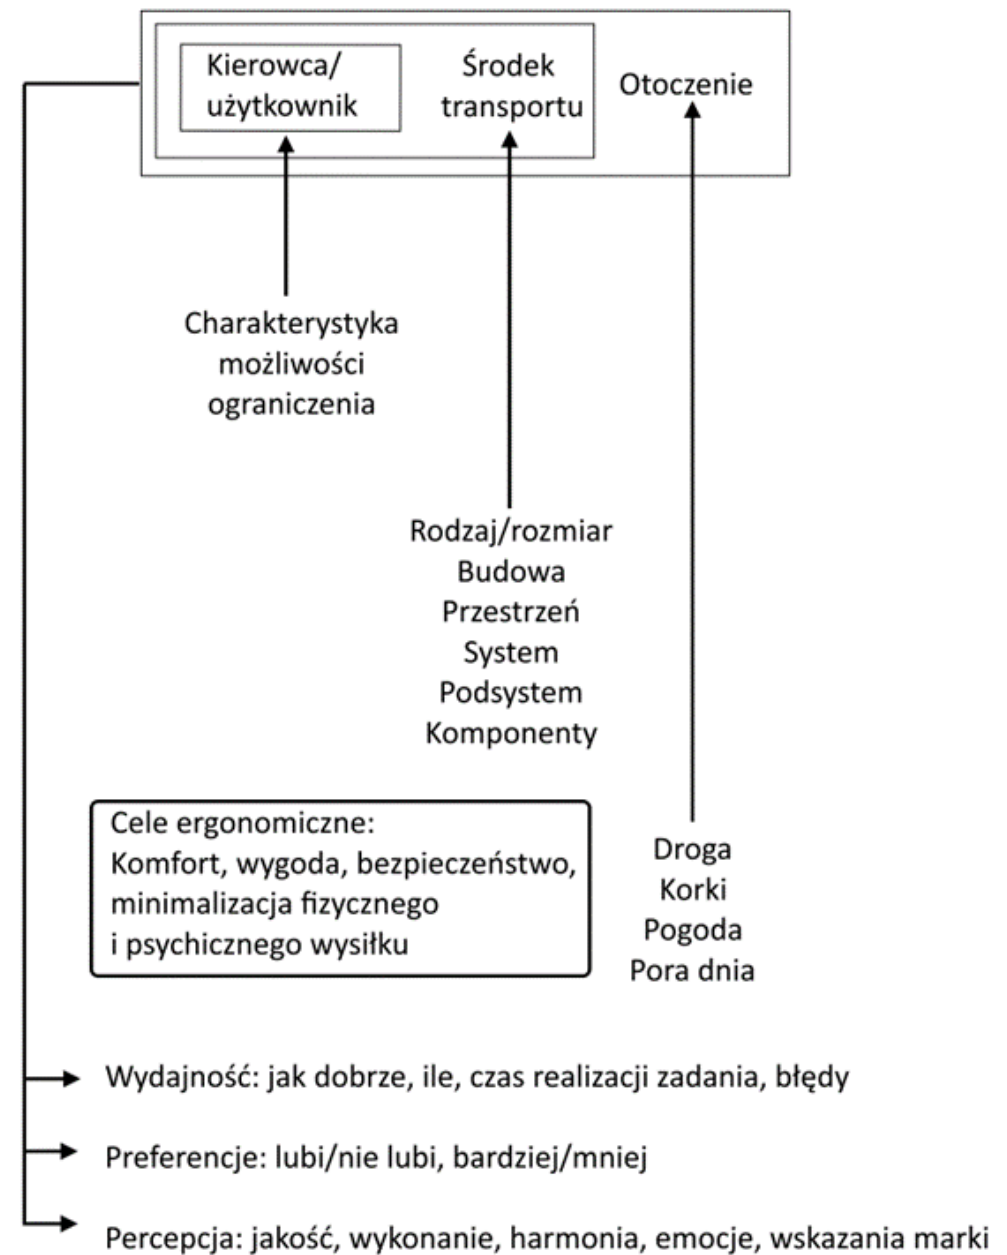 Kierowca/
użytkownik
Środek
transportu
Otoczenie
Charakterystyka
możliwości
ograniczenia
Rodzaj/rozmiar
Budowa
Przestrzeń
System
Podsystem
Komponenty
Cele ergonomiczne:
Komfort, wygoda, bezpieczeństwo,
minimalizacja fizycznego
i psychicznego wysiłku
Droga
Korki
Pogoda
Pora dnia
Wydajność: jak dobrze, ile, czas realizacji zadania, błędy
Preferencje: lubi/nie lubi, bardziej/mniej
Percepcja: jakość, wykonanie, harmonia, emocje, wskazania marki